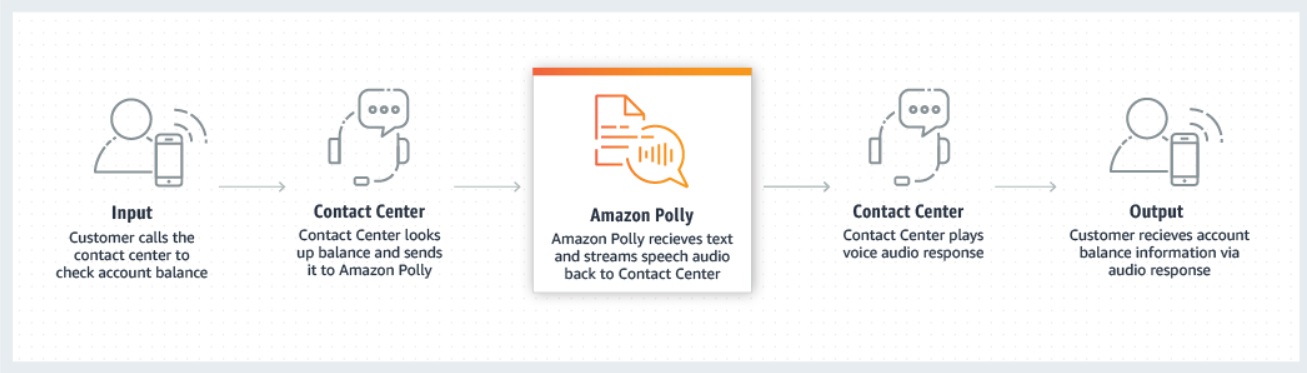 Input
Customer calls the
contact center to
check account balance
Contact Center
Contact Center looks
up balance and sends
it to Amazon Polly
Amazon Polly
Amazon Polly recieves text
and streams speech audio
back to Contact Center
Contact Center
Contact Center plays
voice audio response
Output
Customer recieves account
balance information via
audio response